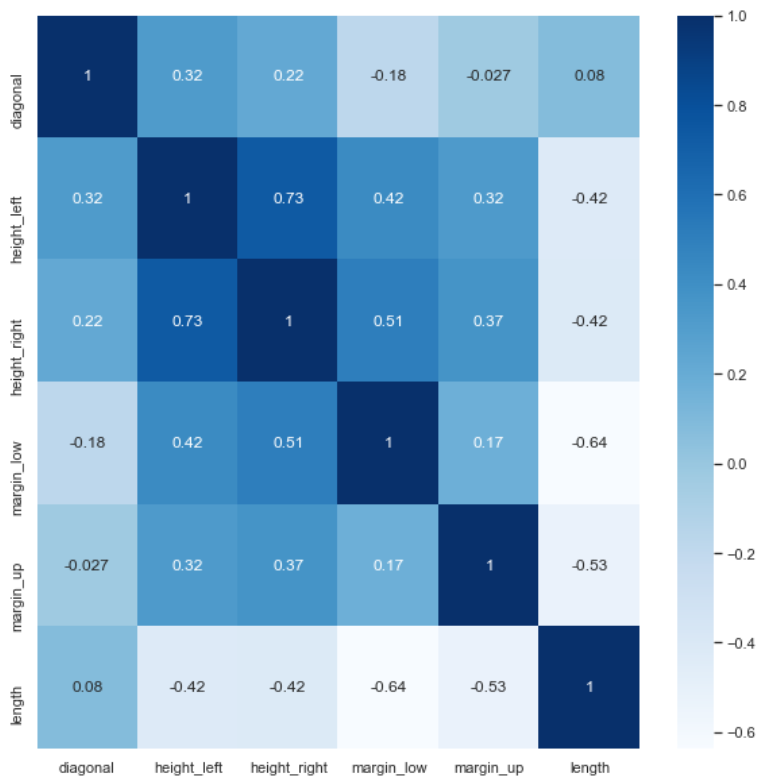 diagonal 1 0.32 0.22 -0.18 -0.027 0.08
height_left 0.32 1 0.73 0.42 0.32 -0.42
height_right 0.22 0.73 1 0.51 0.37 -0.42
margin_low -0.18 0.42 0.51 1 0.17 -0.64
margin_up -0.027 0.32 0.37 0.17 1 -0.53
length 0.08 -0.42 -0.42 -0.64 -0.53 1
diagonal height_left height_right margin_low margin_up length
1.0
0.8
0.6
0.4
0.2
0.0
−0.2
−0.4
−0.6